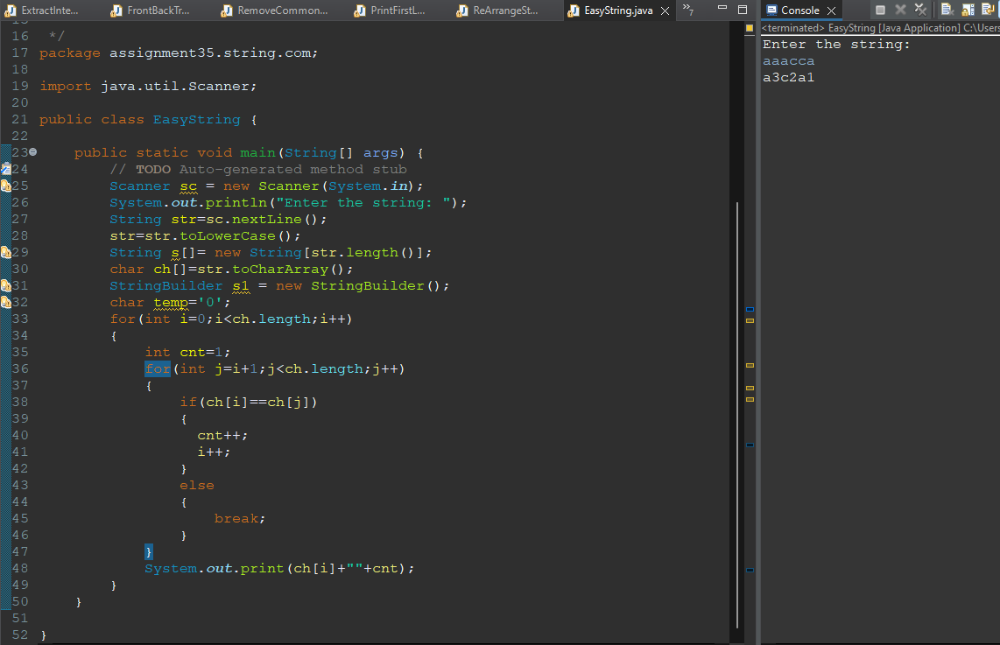 ExtractInte... FrontBackTr... RemoveCommon... PrintFirstL... ReArrangeSt... EasyString.java »7
16 */
17 package assignment35.string.com;
18
19 import java.util.Scanner;
20
21 public class EasyString {
22
23 public static void main(String[] args) {
24 // TODO Auto-generated method stub
25 Scanner sc = new Scanner(System.in);
26 System.out.println("Enter the string: ");
27 String str=sc.nextLine();
28 str=str.toLowerCase();
29 String s[]= new String[str.length()];
30 char ch[]=str.toCharArray();
31 StringBuilder s1 = new StringBuilder();
32 char temp='0';
33 for(int i=0;i<ch.length;i++)
34 {
35 int cnt=1;
36 for(int j=i+1;j<ch.length;j++)
37 {
38 if(ch[i]==ch[j])
39 {
40 cnt++;
41 i++;
42 }
43 else
44 {
45 break;
46 }
47 }
48 System.out.print(ch[i]+""+cnt);
49 }
50 }
51
52 }
Console
<terminated> EasyString [Java Application] C:\Users
Enter the string:
aaacca
a3c2a1